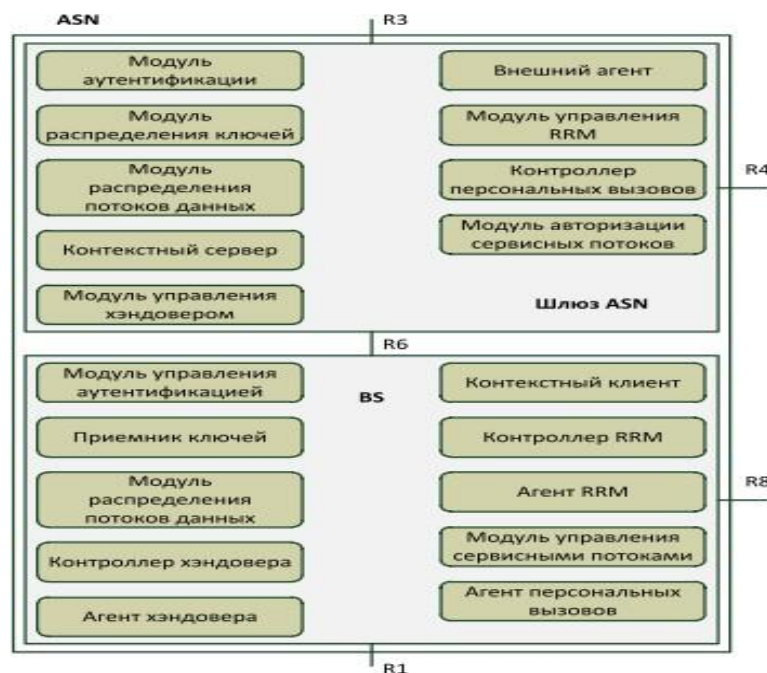 ASN
R3
Модуль
аутентификации
Модуль
распределения ключей
Модуль
распределения
потоков данных
Контекстный сервер
Модуль управления
хэндовером
Внешний агент
Модуль управления
RRM
Контроллер
персональных вызовов
Модуль авторизации
сервисных потоков
Шлюз ASN
R4
R6
Модуль управления
аутентификацией
Приемник ключей
Модуль
распределения
потоков данных
Контроллер хэндовера
Агент хэндовера
BS
Контекстный клиент
Контроллер RRM
Агент RRM
Модуль управления
сервисными потоками
Агент персональных
вызовов
R8
R1